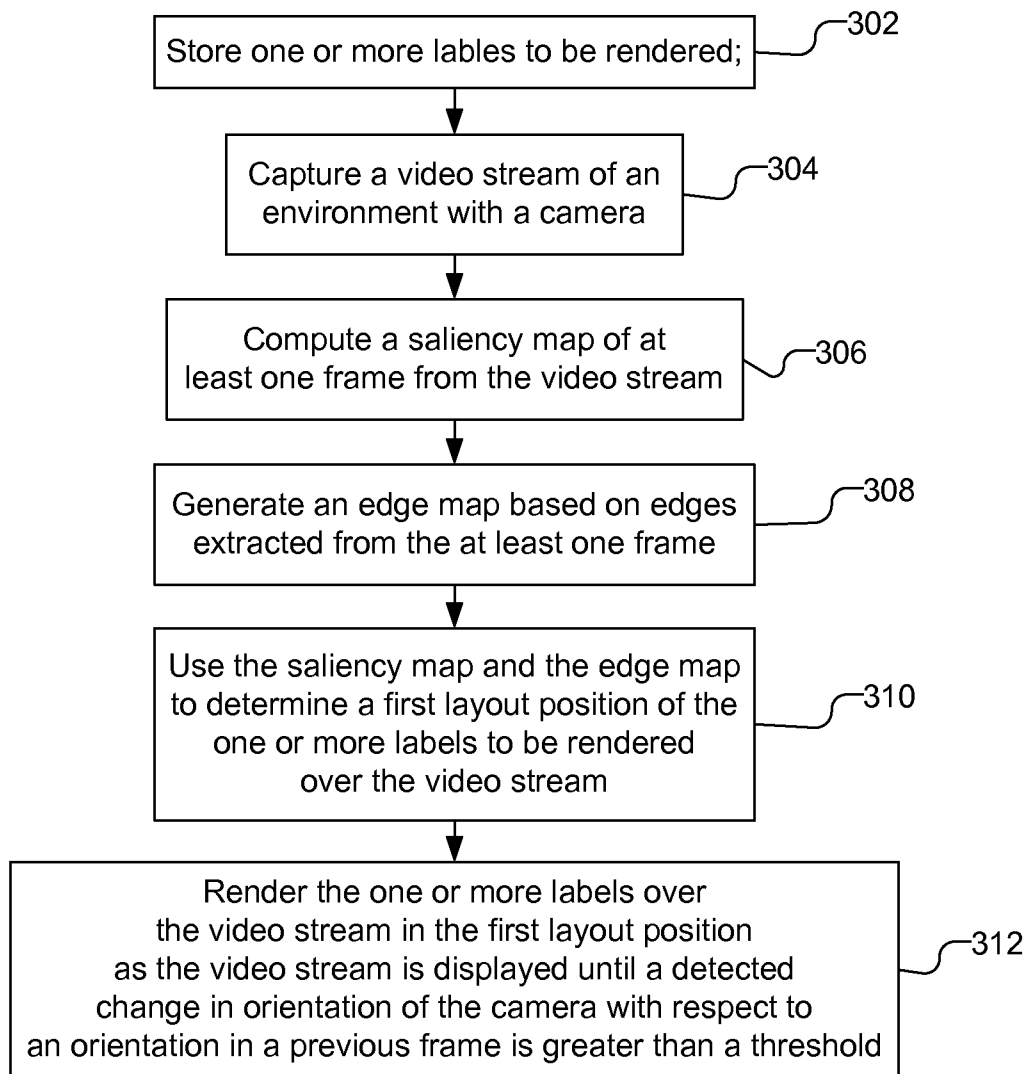 Store one or more lables to be rendered;
302
Capture a video stream of an
environment with a camera
304
Compute a saliency map of at
least one frame from the video stream
306
Generate an edge map based on edges
extracted from the at least one frame
308
Use the saliency map and the edge map
to determine a first layout position of the
one or more labels to be rendered
over the video stream
310
Render the one or more labels over
the video stream in the first layout position
as the video stream is displayed until a detected
change in orientation of the camera with respect to
an orientation in a previous frame is greater than a threshold
312